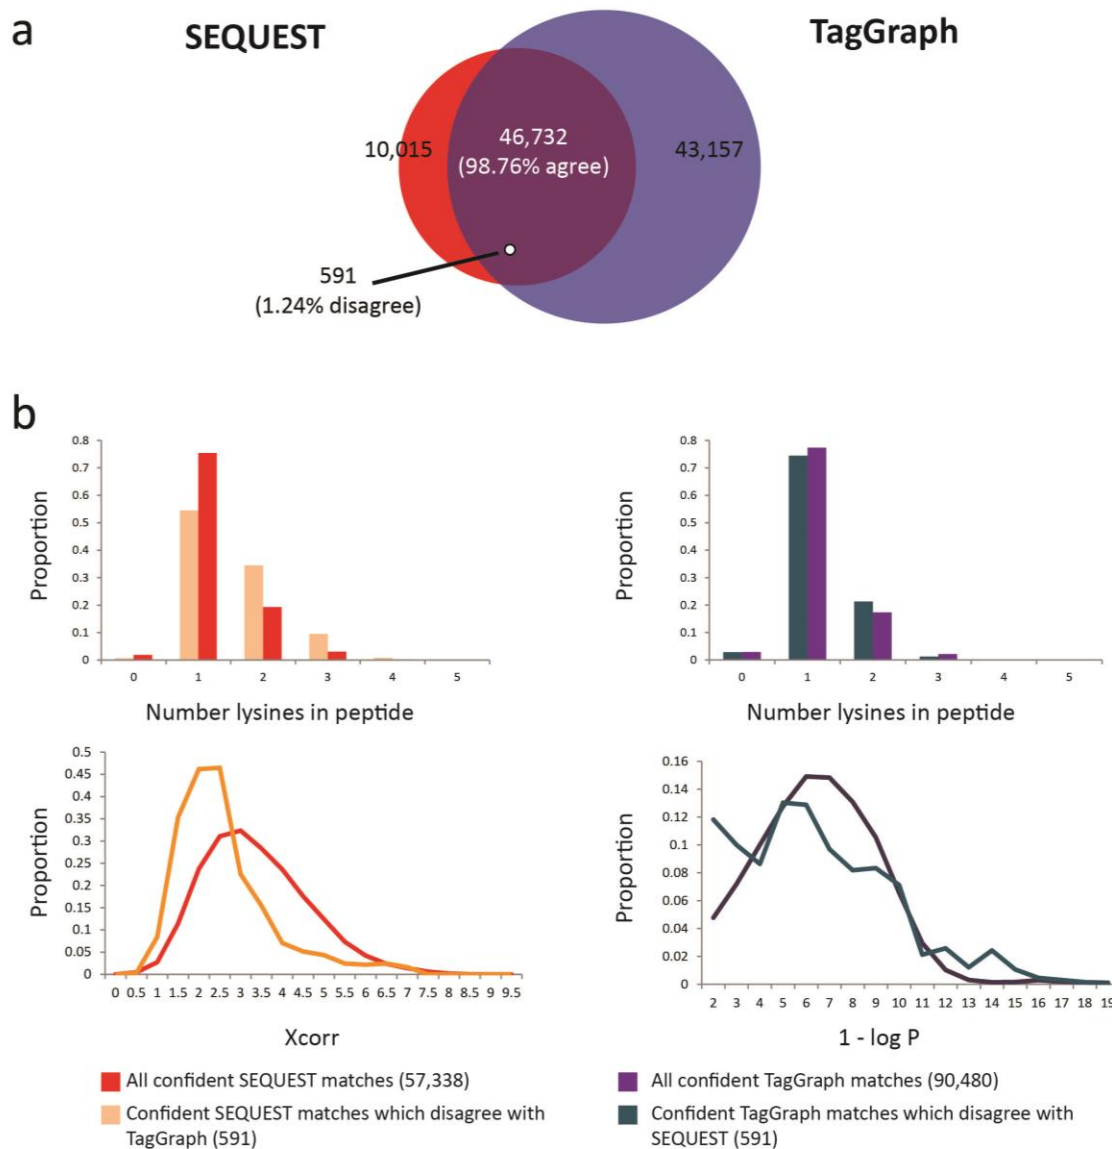 a
SEQUEST
TagGraph
10,015
46,732
(98.76% agree)
43,157
591
(1.24% disagree)
b
Proportion
0.8
0.7
0.6
0.5
0.4
0.3
0.2
0.1
0
0 1 2 3 4 5
Number lysines in peptide
Proportion
0.8
0.7
0.6
0.5
0.4
0.3
0.2
0.1
0
0 1 2 3 4 5
Number lysines in peptide
Proportion
0.5
0.45
0.4
0.35
0.3
0.25
0.2
0.15
0.1
0.05
0
0 0.5 1 1.5 2 2.5 3 3.5 4 4.5 5 5.5 6 6.5 7 7.5 8 8.5 9 9.5
Xcorr
Proportion
0.16
0.14
0.12
0.10
0.08
0.06
0.04
0.02
0
2 3 4 5 6 7 8 9 10 11 12 13 14 15 16 17 18 19
1 - log P
All confident SEQUEST matches (57,338)
Confident SEQUEST matches which disagree with
TagGraph (591)
All confident TagGraph matches (90,480)
Confident TagGraph matches which disagree with
SEQUEST (591)